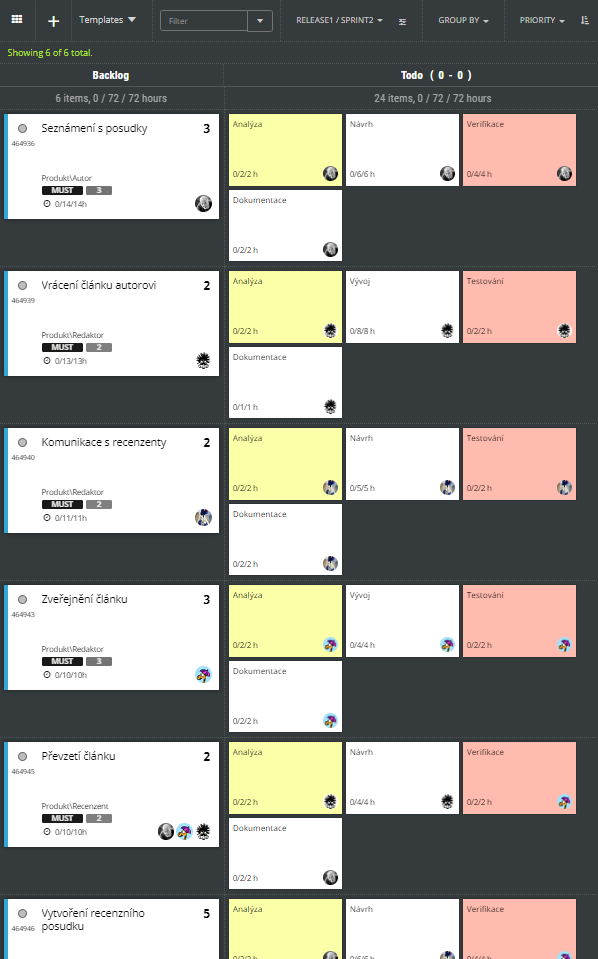 Templates
Filter
RELEASE1 / SPRINT2
GROUP BY
PRIORITY
Showing 6 of 6 total.
Backlog
Todo ( 0 - 0 )
6 items, 0 / 72 / 72 hours
24 items, 0 / 72 / 72 hours
Seznámení s posudky
3
464936
Produkt\Autor
MUST
3
0/14/14h
Analýza
0/2/2 h
Návrh
0/6/6 h
Verifikace
0/4/4 h
Dokumentace
0/2/2 h
Vrácení článku autorovi
2
464939
Produkt\Redaktor
MUST
2
0/13/13h
Analýza
0/2/2 h
Vývoj
0/8/8 h
Testování
0/2/2 h
Dokumentace
0/1/1 h
Komunikace s recenzenty
2
464940
Produkt\Redaktor
MUST
2
0/11/11h
Analýza
0/2/2 h
Návrh
0/5/5 h
Testování
0/2/2 h
Dokumentace
0/2/2 h
Zveřejnění článku
3
464943
Produkt\Redaktor
MUST
3
0/10/10h
Analýza
0/2/2 h
Vývoj
0/4/4 h
Testování
0/2/2 h
Dokumentace
0/2/2 h
Převzetí článku
2
464945
Produkt\Recenzent
MUST
2
0/10/10h
Analýza
0/2/2 h
Návrh
0/4/4 h
Verifikace
0/2/2 h
Dokumentace
0/2/2 h
Vytvoření recenzního
posudku
5
464946
Analýza
Návrh
Verifikace